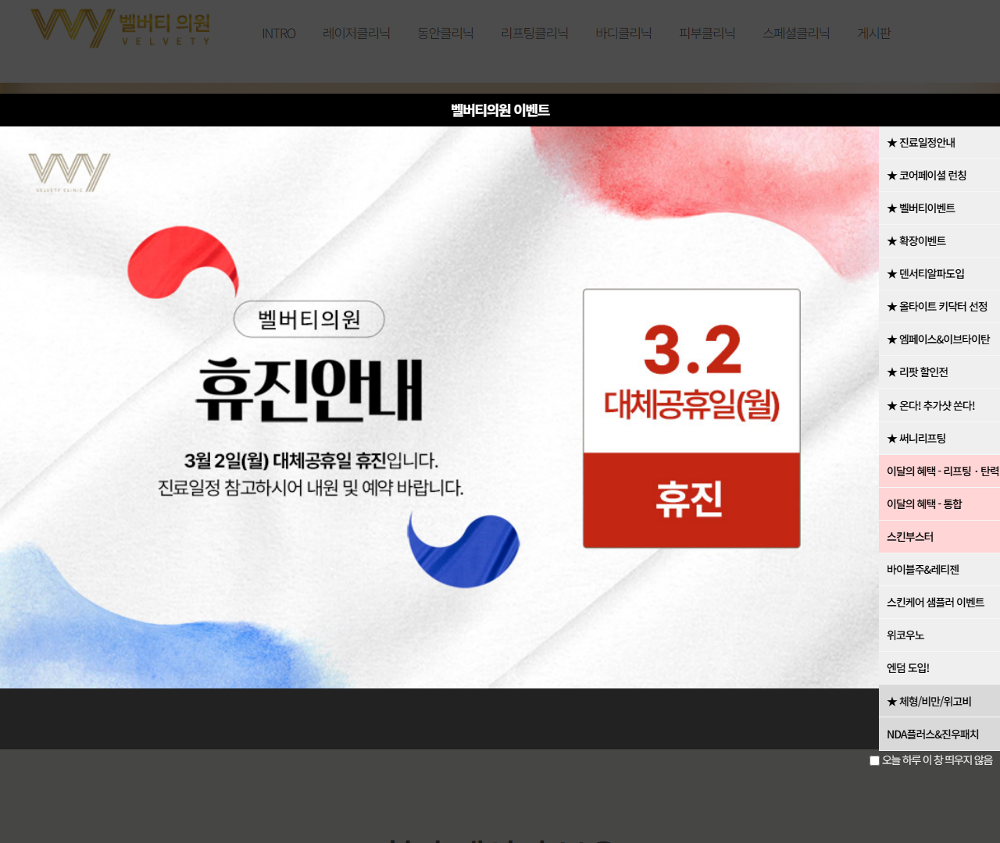 벨버티 의원
VELVETY
INTRO
레이저클리닉
동안클리닉
리프팅클리닉
바디클리닉
피부클리닉
스페셜클리닉
게시판
벨버티의원 이벤트
VELVETY CLINIC
벨버티의원
휴진안내
3월 2일(월) 대체공휴일 휴진입니다.
진료일정 참고하시어 내원 및 예약 바랍니다.
3.2
대체공휴일(월)
휴진
★ 진료일정안내
★ 코어페이셜 런칭
★ 벨버티이벤트
★ 확장이벤트
★ 덴서티알파도입
★ 올타이트 키닥터 선정
★ 엠페이스&이브타이탄
★ 리팟 할인전
★ 온다! 추가샷 쏜다!
★ 써니리프팅
이달의 혜택 - 리프팅 · 탄력
이달의 혜택 - 통합
스킨부스터
바이블주&레티젠
스킨케어 샘플러 이벤트
위코우노
엔덤 도입!
★ 체형/비만/위고비
NDA플러스&진우패치
오늘 하루 이 창 띄우지 않음